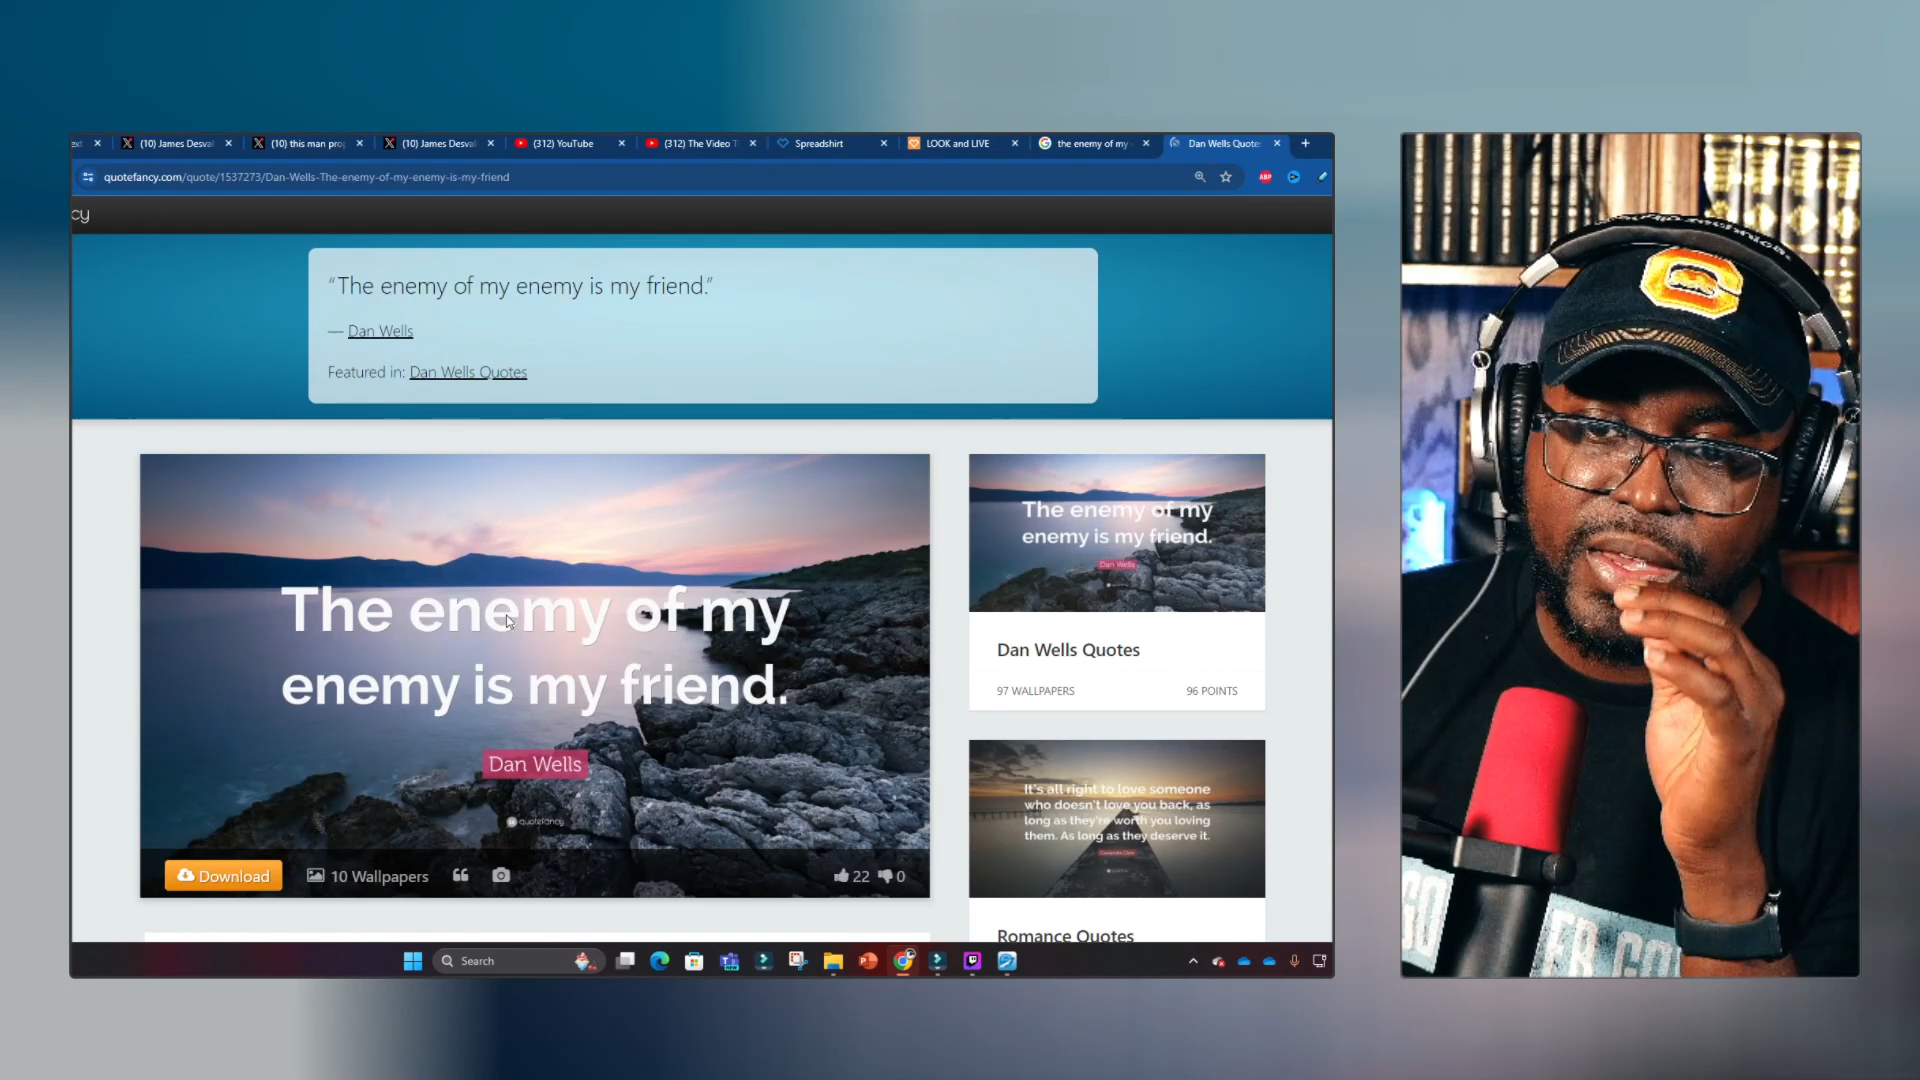 (10) James Desval
(10) this man pro
(10) James Desval
(312) YouTube
(312) The Video T
Spreadshirt
LOOK and LIVE
the enemy of my
Dan Wells Quote
quotefancy.com/quote/1537273/Dan-Wells-The-enemy-of-my-enemy-is-my-friend
ABP
cy
“The enemy of my enemy is my friend.”
— Dan Wells
Featured in: Dan Wells Quotes
The enemy of my
enemy is my friend.
Dan Wells
quotefancy
Download
10 Wallpapers
22
0
The enemy of my
enemy is my friend.
Dan Wells
Dan Wells Quotes
97 WALLPAPERS
96 POINTS
It's all right to love someone
who doesn't love you back, as
long as they're worth you loving
them. As long as they deserve it.
Romance Quotes
Search
C